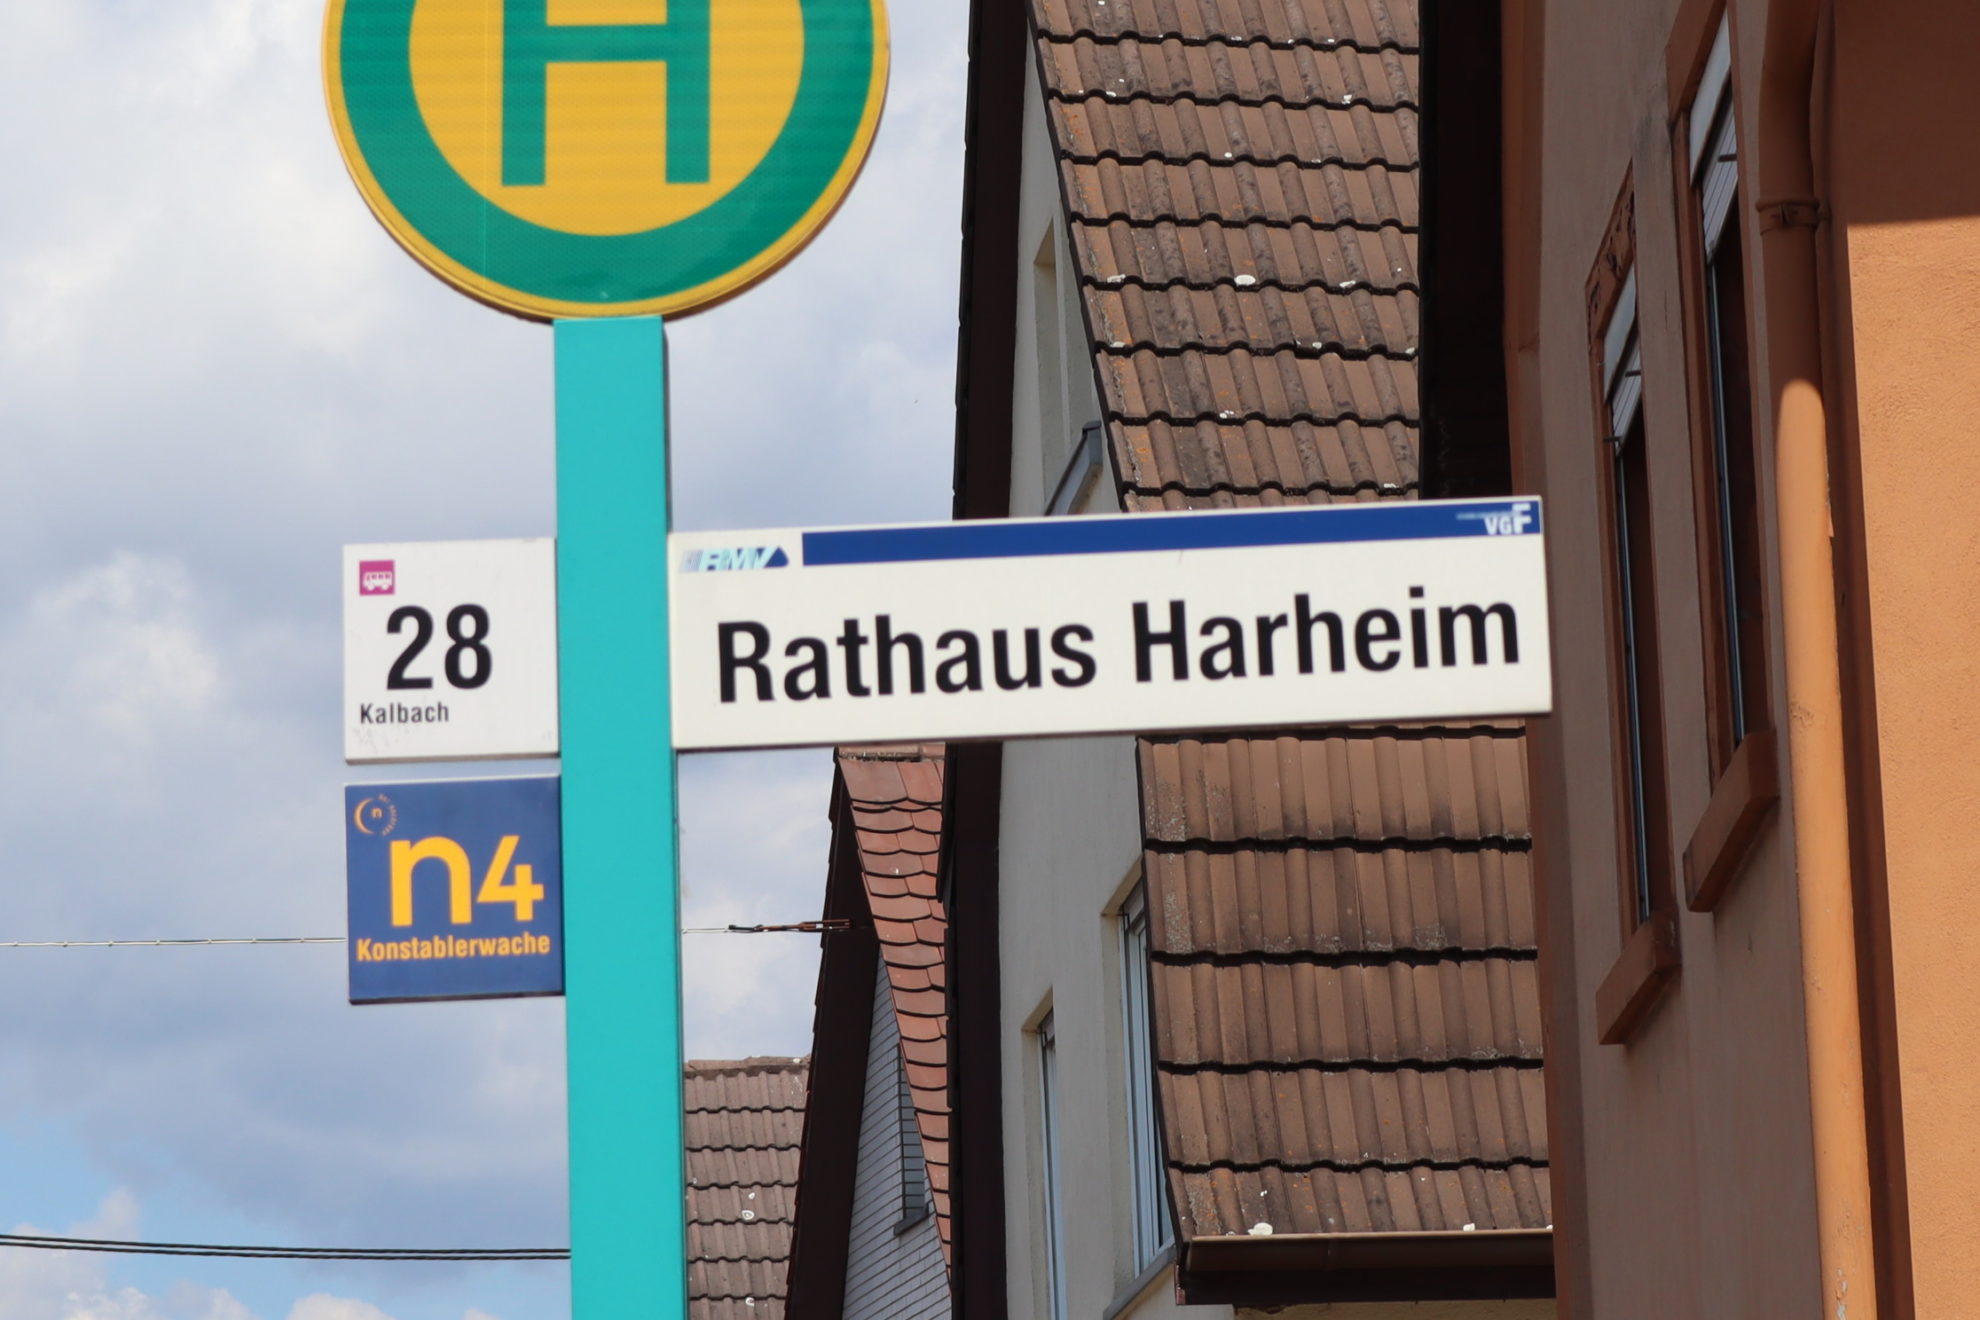 H
RMV
VGF
Rathaus Harheim
28
Kalbach
n
n4
Konstablerwache